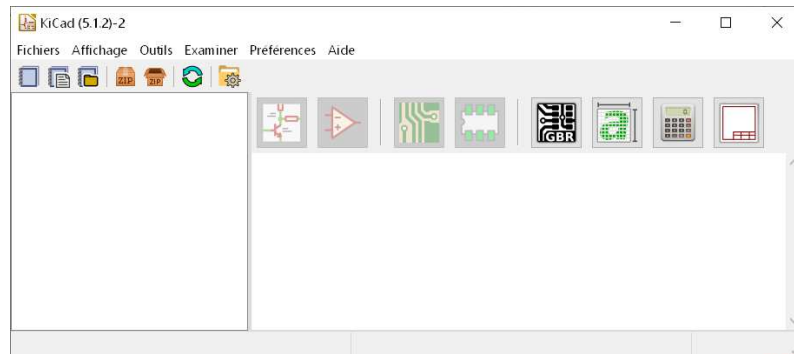 KiCad (5.1.2)-2
Fichiers Affichage Outils Examiner Préférences Aide
ZIP ZIP
GBR a